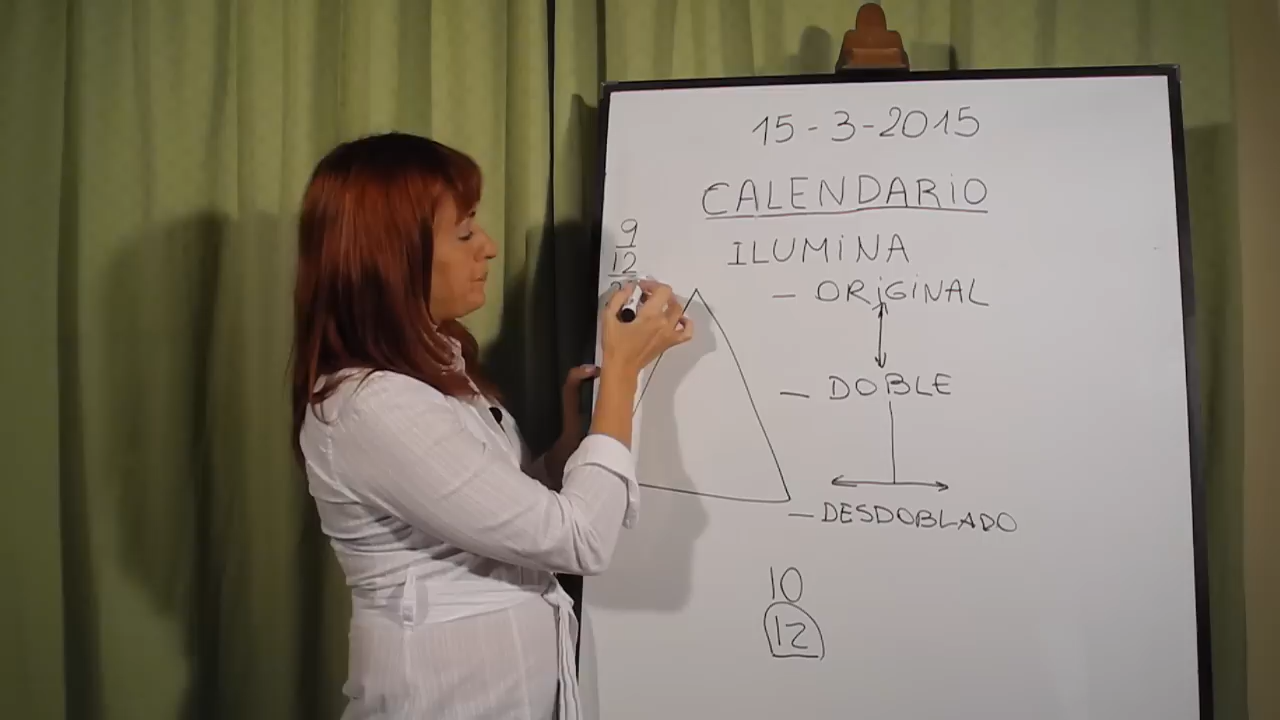 15-3-2015
CALENDARIO
ILUMINA
- ORIGINAL
- DOBLE
- DESDOBLADO
9
12
10
12